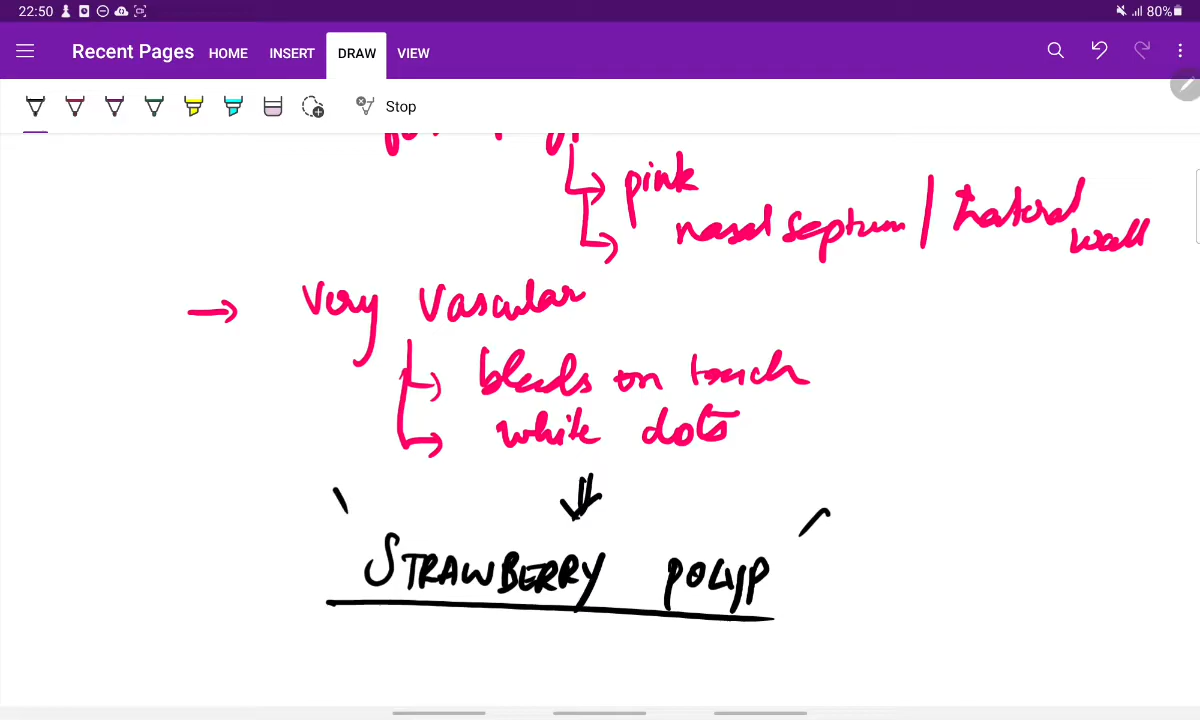 22:50 80%
Recent Pages HOME INSERT DRAW VIEW
Stop
pink
nasal septum / lateral wall
→ Very Vascular
bleeds on touch
white dots
" STRAWBERRY POLYP "